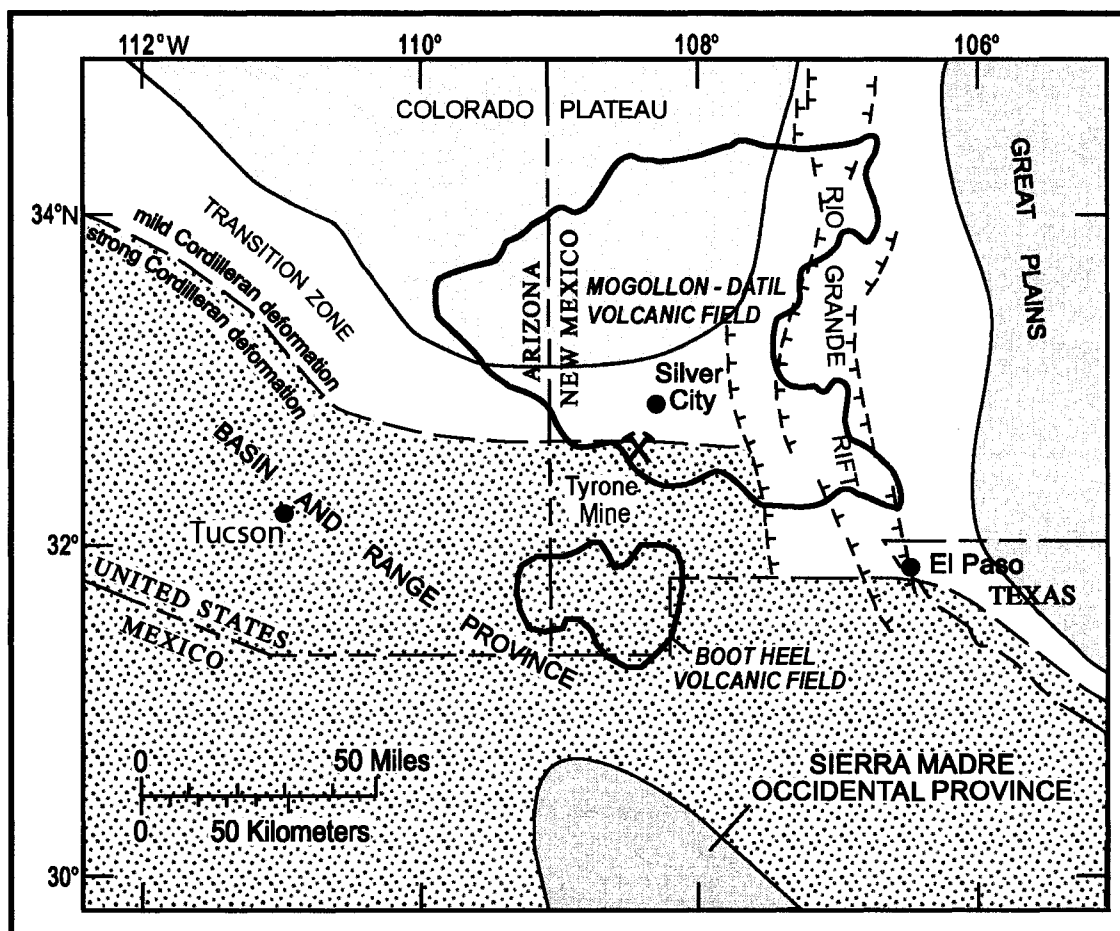 112°W 110° 108° 106°
COLORADO PLATEAU
GREAT PLAINS
34°N
TRANSITION ZONE
mild Cordilleran deformation
strong Cordilleran deformation
RIO GRANDE RIFT
ARIZONA
NEW MEXICO
MOGOLLON - DATIL
VOLCANIC FIELD
Silver
City
BASIN AND RANGE PROVINCE
Tyrone
Mine
Tucson
32°
El Paso
TEXAS
UNITED STATES
MEXICO
BOOT HEEL
VOLCANIC FIELD
0 50 Miles
0 50 Kilometers
SIERRA MADRE
OCCIDENTAL PROVINCE
30°